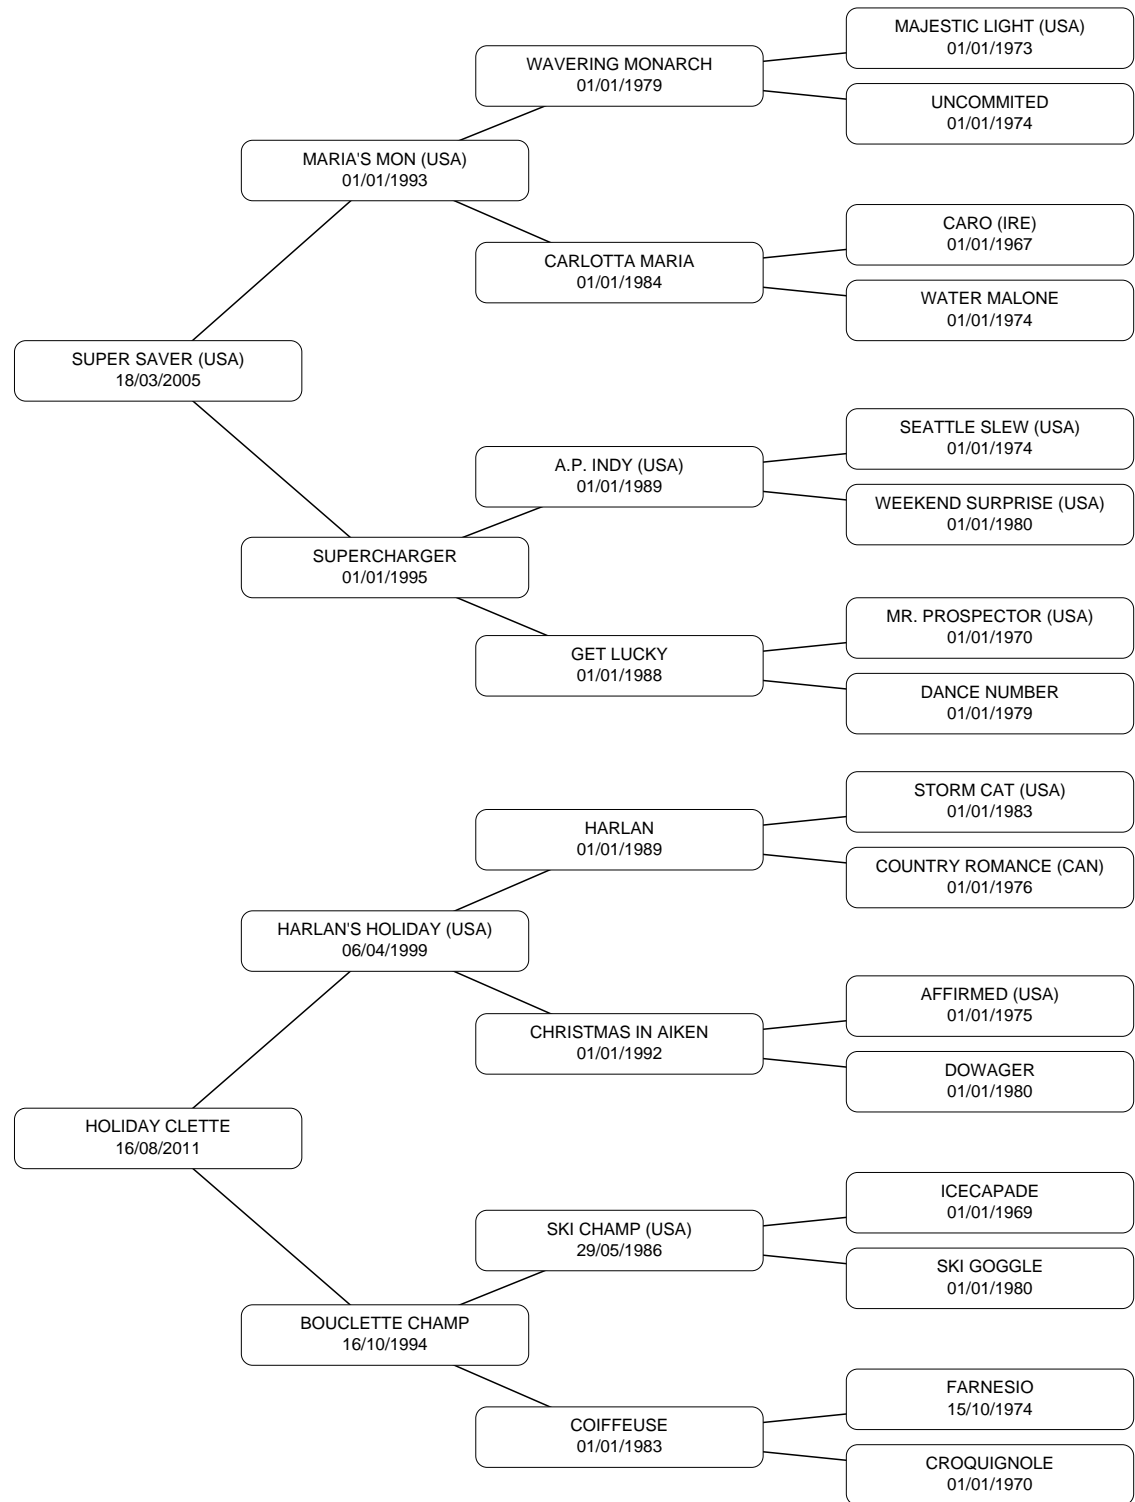 MAJESTIC LIGHT (USA)
01/01/1973
WAVERING MONARCH
01/01/1979
UNCOMMITED
01/01/1974
MARIA'S MON (USA)
01/01/1993
CARO (IRE)
01/01/1967
CARLOTTA MARIA
01/01/1984
WATER MALONE
01/01/1974
SUPER SAVER (USA)
18/03/2005
SEATTLE SLEW (USA)
01/01/1974
A.P. INDY (USA)
01/01/1989
WEEKEND SURPRISE (USA)
01/01/1980
SUPERCHARGER
01/01/1995
MR. PROSPECTOR (USA)
01/01/1970
GET LUCKY
01/01/1988
DANCE NUMBER
01/01/1979
STORM CAT (USA)
01/01/1983
HARLAN
01/01/1989
COUNTRY ROMANCE (CAN)
01/01/1976
HARLAN'S HOLIDAY (USA)
06/04/1999
AFFIRMED (USA)
01/01/1975
CHRISTMAS IN AIKEN
01/01/1992
DOWAGER
01/01/1980
HOLIDAY CLETTE
16/08/2011
ICECAPADE
01/01/1969
SKI CHAMP (USA)
29/05/1986
SKI GOGGLE
01/01/1980
BOUCLETTE CHAMP
16/10/1994
FARNESIO
15/10/1974
COIFFEUSE
01/01/1983
CROQUIGNOLE
01/01/1970